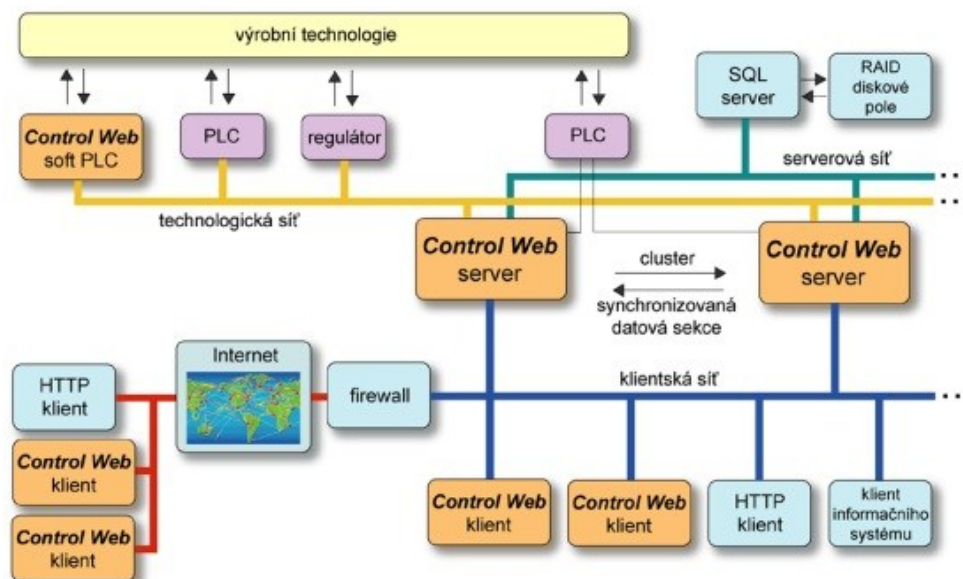 výrobní technologie
Control Web
soft PLC
PLC
regulátor
PLC
SQL
server
RAID
diskové
pole
serverová síť
technologická síť
Control Web
server
cluster
synchronizovaná
datová sekce
Control Web
server
Internet
HTTP
klient
firewall
klientská síť
Control Web
klient
Control Web
klient
Control Web
klient
Control Web
klient
HTTP
klient
klient
informačního
systému